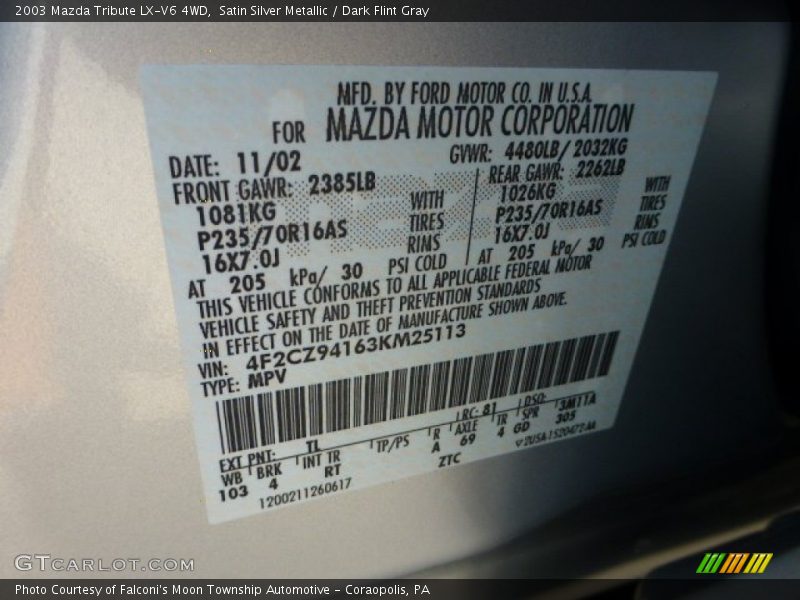 2003 Mazda Tribute LX-V6 4WD,  Satin Silver Metallic / Dark Flint Gray
MFD. BY FORD MOTOR CO. IN U.S.A.
FOR MAZDA MOTOR CORPORATION
DATE: 11/02 GVWR: 4480LB/ 2032KG
FRONT GAWR: 2385LB REAR GAWR: 2262LB
1081KG WITH 1026KG WITH
P235/70R16AS TIRES P235/70R16AS TIRES
16X7.0J RIMS 16X7.0J RIMS
AT 205 kPa/ 30 PSI COLD AT 205 kPa/ 30 PSI COLD
THIS VEHICLE CONFORMS TO ALL APPLICABLE FEDERAL MOTOR
VEHICLE SAFETY AND THEFT PREVENTION STANDARDS
IN EFFECT ON THE DATE OF MANUFACTURE SHOWN ABOVE.
VIN: 4F2CZ94163KM25113
TYPE: MPV
EXT PNT: TL RC: 81 DSO: 3M11A
WB BRK INT TR TP/PS R AXLE TR SPR
103 4 RT A 69 4 GD 305
ZTC
1200211260617
GTCARLOT.COM
Photo Courtesy of Falconi's Moon Township Automotive - Coraopolis, PA